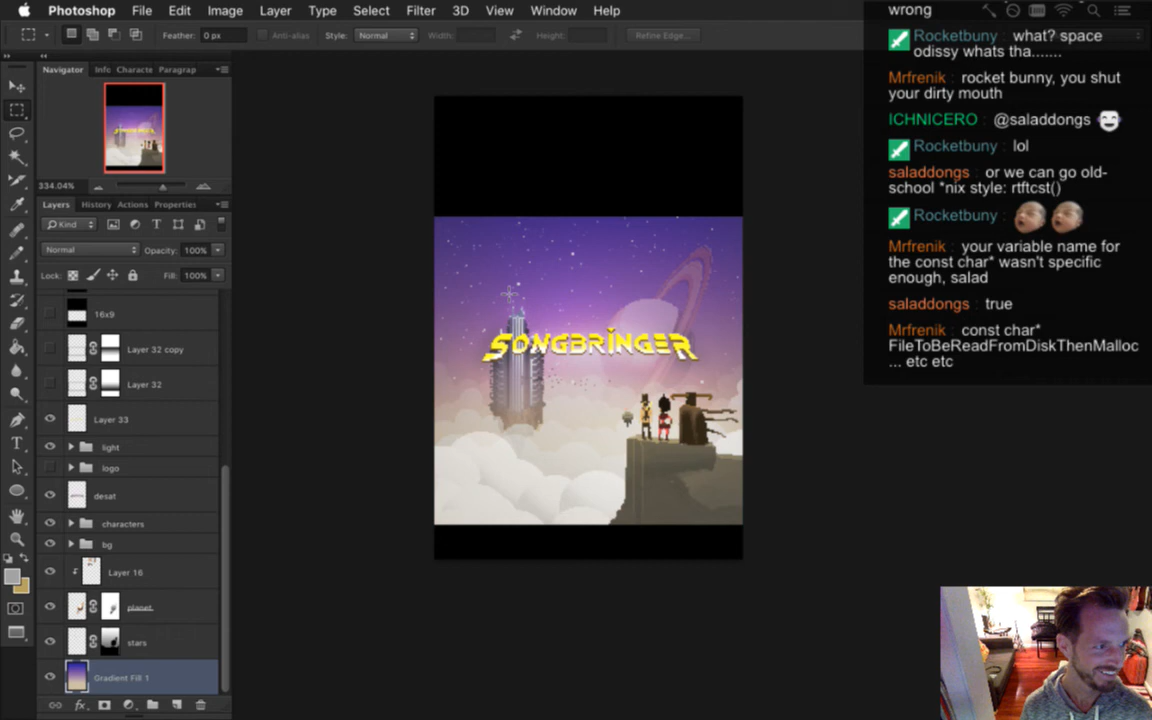 Photoshop File Edit Image Layer Type Select Filter 3D View Window Help
Feather: 0 px Anti-alias Style: Normal Width: Height: Refine Edge...
Navigator Info Characte Paragrap
334.04%
Layers History Actions Properties
Kind
Normal Opacity: 100%
Lock: Fill: 100%
16x9
Layer 32 copy
Layer 32
Layer 33
light
logo
desat
characters
bg
Layer 16
planet
stars
Gradient Fill 1
SONGBRINGER
wrong
Rocketbuny : what? space
odissy whats tha.......
Mrfrenik : rocket bunny, you shut
your dirty mouth
ICHNICERO : @saladdongs
Rocketbuny : lol
saladdongs : or we can go old-
school *nix style: rtftcst()
Rocketbuny :
Mrfrenik : your variable name for
the const char* wasn't specific
enough, salad
saladdongs : true
Mrfrenik : const char*
FileToBeReadFromDiskThenMalloc
... etc etc